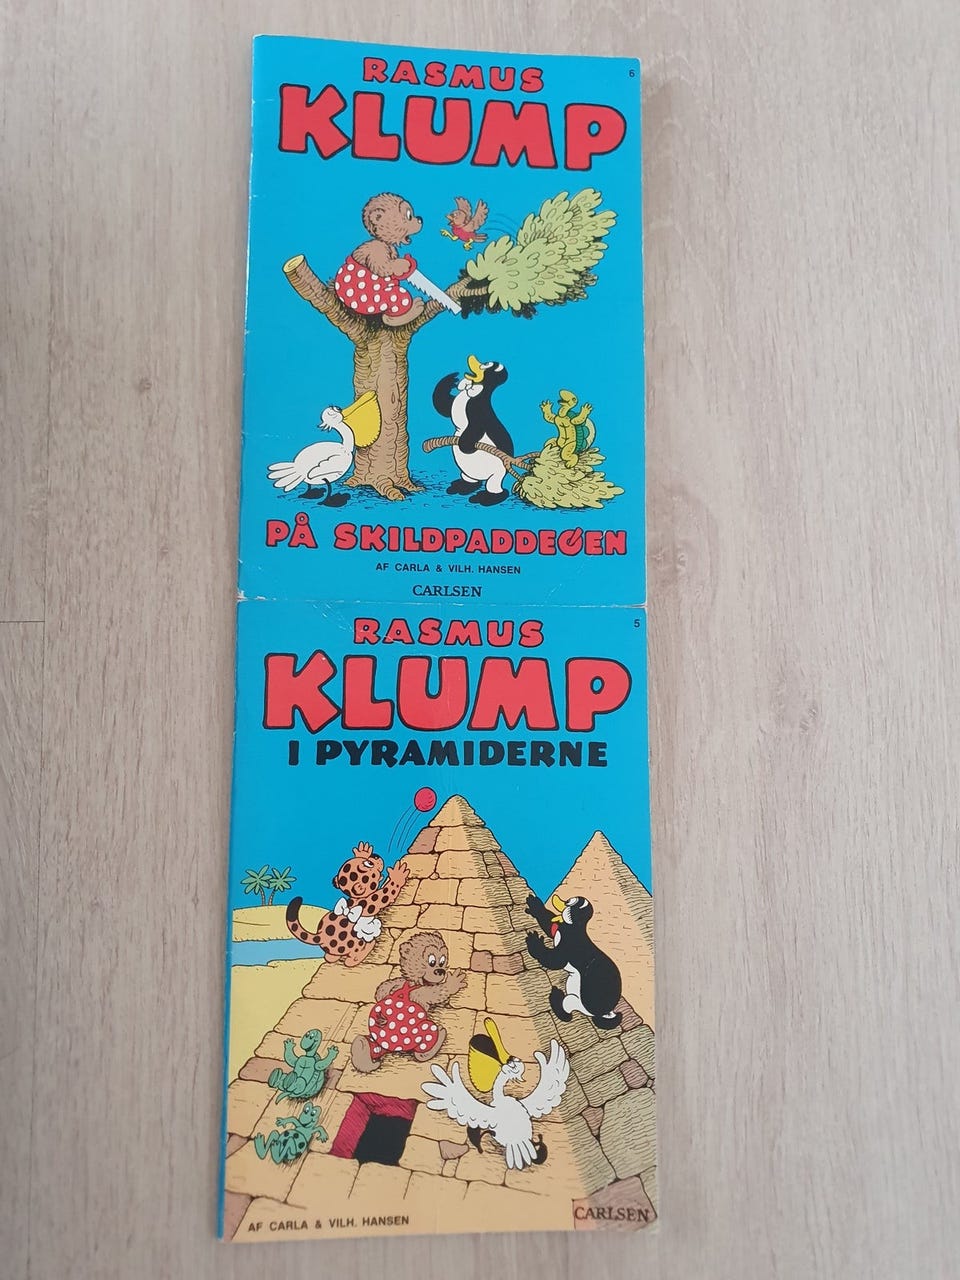 6
RASMUS
KLUMP
PÅ SKILDPADDEØEN
AF CARLA & VILH. HANSEN
CARLSEN
5
RASMUS
KLUMP
I PYRAMIDERNE
AF CARLA & VILH. HANSEN
CARLSEN